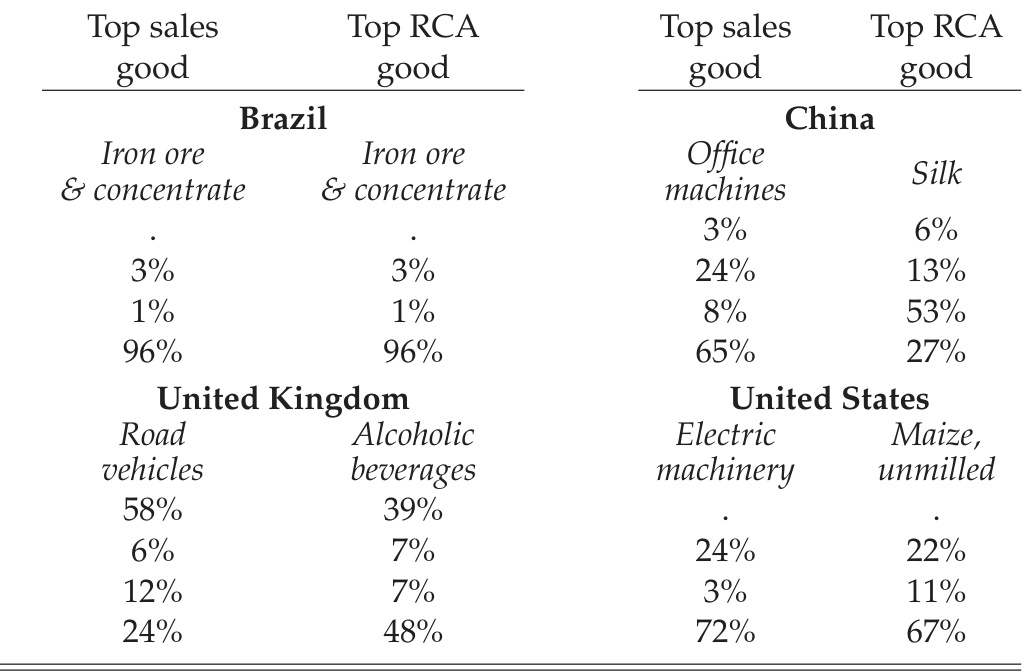 Top sales Top RCA Top sales Top RCA
good good good good
Brazil China
Iron ore Iron ore Office Silk
& concentrate & concentrate machines
. . 3% 6%
3% 3% 24% 13%
1% 1% 8% 53%
96% 96% 65% 27%
United Kingdom United States
Road Alcoholic Electric Maize,
vehicles beverages machinery unmilled
58% 39% . .
6% 7% 24% 22%
12% 7% 3% 11%
24% 48% 72% 67%